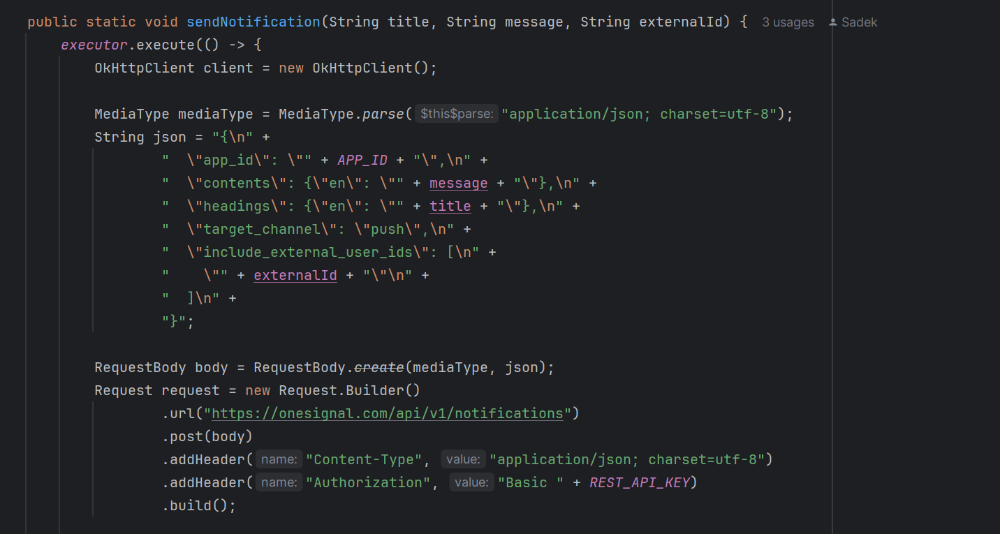 public static void sendNotification(String title, String message, String externalId) { 3 usages Sadek
executor.execute(() -> {
OkHttpClient client = new OkHttpClient();
MediaType mediaType = MediaType.parse( $this$parse: "application/json; charset=utf-8");
String json = "{\n" +
"  \"app_id\": \"" + APP_ID + "\",\n" +
"  \"contents\": {\"en\": \"" + message + "\"},\n" +
"  \"headings\": {\"en\": \"" + title + "\"},\n" +
"  \"target_channel\": \"push\",\n" +
"  \"include_external_user_ids\": [\n" +
"    \"" + externalId + "\"\n" +
"  ]\n" +
"}";
RequestBody body = RequestBody.create(mediaType, json);
Request request = new Request.Builder()
.url("https://onesignal.com/api/v1/notifications")
.post(body)
.addHeader( name: "Content-Type", value: "application/json; charset=utf-8")
.addHeader( name: "Authorization", value: "Basic " + REST_API_KEY)
.build();